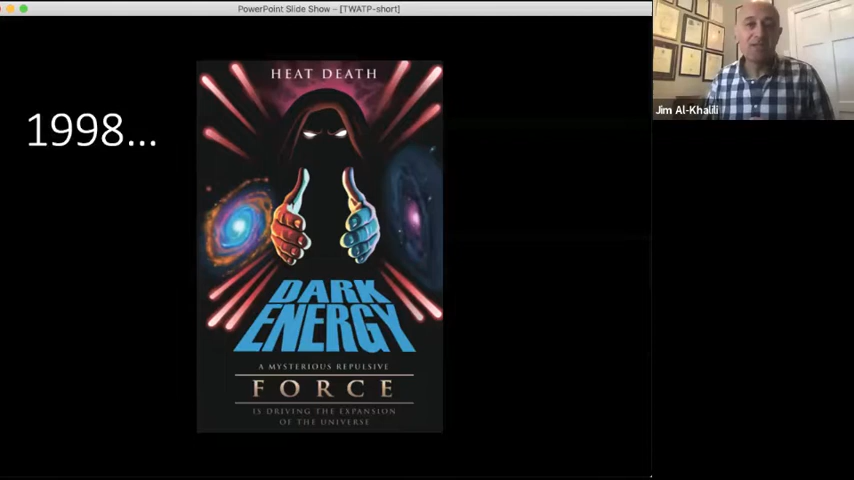 PowerPoint Slide Show – [TWATP-short]
Jim Al-Khalili
1998...
HEAT DEATH
DARK
ENERGY
A MYSTERIOUS REPULSIVE
FORCE
IS DRIVING THE EXPANSION
OF THE UNIVERSE